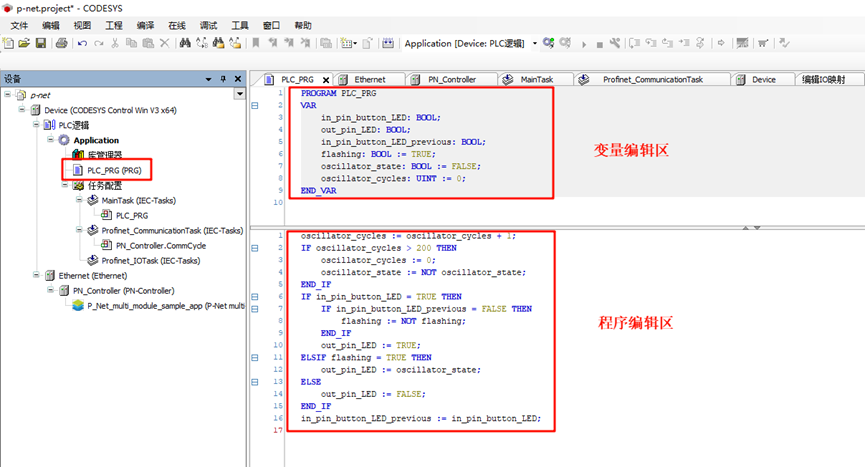 p-net.project* - CODESYS
文件 编辑 视图 工程 编译 在线 调试 工具 窗口 帮助
Application [Device: PLC逻辑]
设备
p-net
Device (CODESYS Control Win V3 x64)
PLC逻辑
Application
库管理器
PLC_PRG (PRG)
任务配置
MainTask (IEC-Tasks)
PLC_PRG
Profinet_CommunicationTask (IEC-Tasks)
PN_Controller.CommCycle
Profinet_IOTask (IEC-Tasks)
Ethernet (Ethernet)
PN_Controller (PN-Controller)
P_Net_multi_module_sample_app (P-Net multi
PLC_PRG Ethernet PN_Controller MainTask Profinet_CommunicationTask Device 编辑IO映射
1 PROGRAM PLC_PRG
2 VAR
3 in_pin_button_LED: BOOL;
4 out_pin_LED: BOOL;
5 in_pin_button_LED_previous: BOOL;
6 flashing: BOOL := TRUE;
7 oscillator_state: BOOL := FALSE;
8 oscillator_cycles: UINT := 0;
9 END_VAR
10
变量编辑区
1 oscillator_cycles := oscillator_cycles + 1;
2 IF oscillator_cycles > 200 THEN
3 oscillator_cycles := 0;
4 oscillator_state := NOT oscillator_state;
5 END_IF
6 IF in_pin_button_LED = TRUE THEN
7 IF in_pin_button_LED_previous = FALSE THEN
8 flashing := NOT flashing;
9 END_IF
10 out_pin_LED := TRUE;
11 ELSIF flashing = TRUE THEN
12 out_pin_LED := oscillator_state;
13 ELSE
14 out_pin_LED := FALSE;
15 END_IF
16 in_pin_button_LED_previous := in_pin_button_LED;
17
程序编辑区